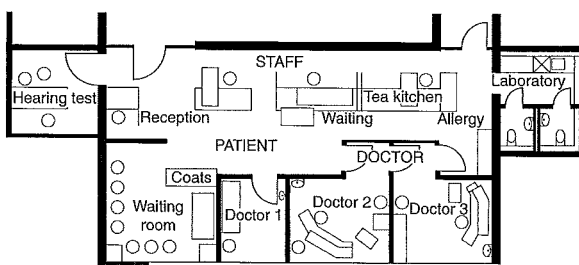 STAFF
Hearing test
Laboratory
Tea kitchen
Reception
Waiting
Allergy
PATIENT
DOCTOR
Coats
Waiting
room
Doctor 1
Doctor 2
Doctor 3